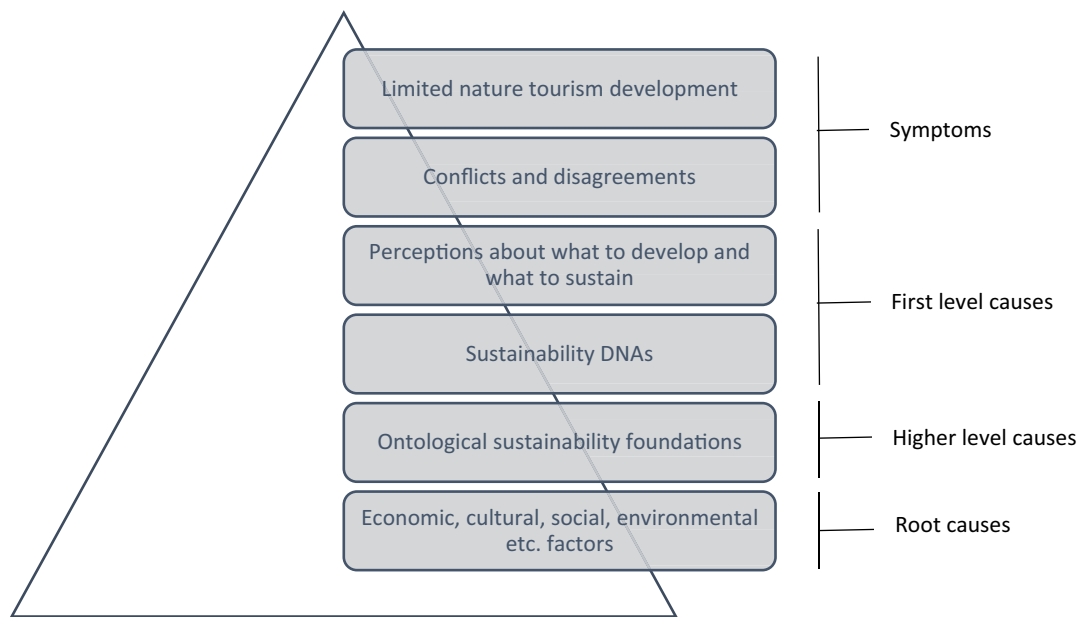 Limited nature tourism development
Conflicts and disagreements
Perceptions about what to develop and
what to sustain
Sustainability DNAs
Ontological sustainability foundations
Economic, cultural, social, environmental
etc. factors
Symptoms
First level causes
Higher level causes
Root causes